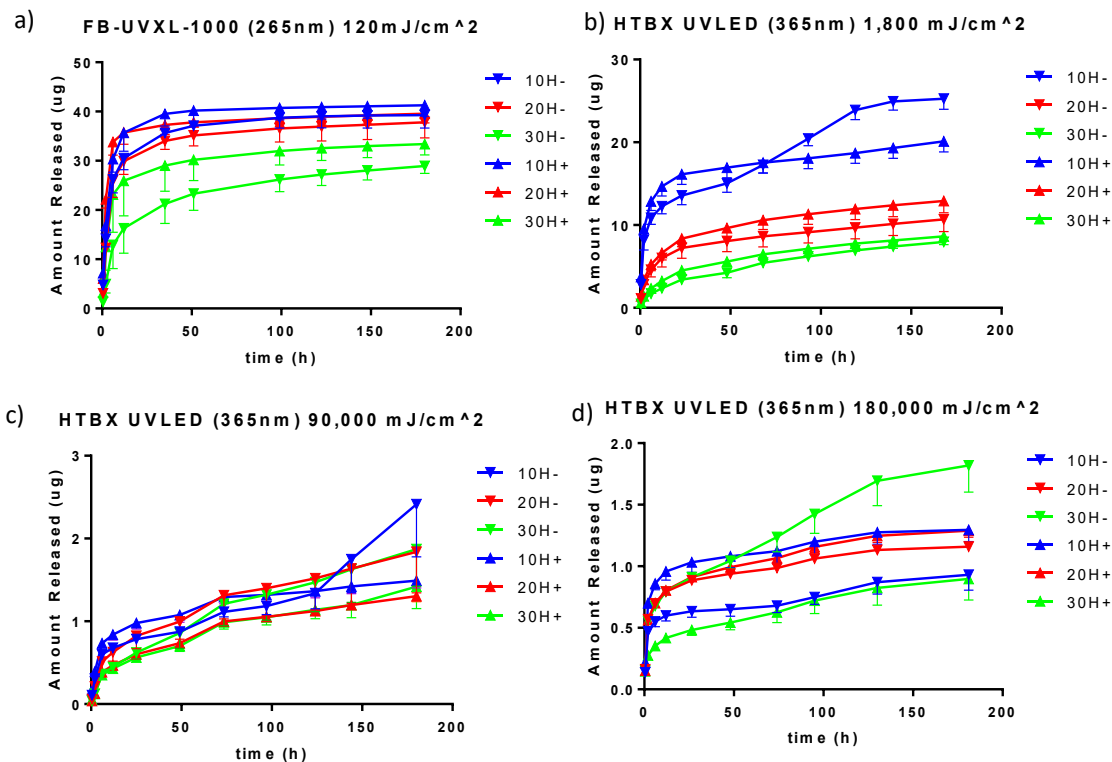 a)
FB-UVXL-1000 (265nm) 120mJ/cm^2
Amount Released (ug)
50
40
30
20
10
0
0 50 100 150 200
time (h)
10H-
20H-
30H-
10H+
20H+
30H+
b)
HTBX UVLED (365nm) 1,800 mJ/cm^2
Amount Released (ug)
30
20
10
0
0 50 100 150 200
time (h)
10H-
20H-
30H-
10H+
20H+
30H+
c)
HTBX UVLED (365nm) 90,000 mJ/cm^2
Amount Released (ug)
3
2
1
0
0 50 100 150 200
time (h)
10H-
20H-
30H-
10H+
20H+
30H+
d)
HTBX UVLED (365nm) 180,000 mJ/cm^2
Amount Released (ug)
2.0
1.5
1.0
0.5
0.0
0 50 100 150 200
time (h)
10H-
20H-
30H-
10H+
20H+
30H+